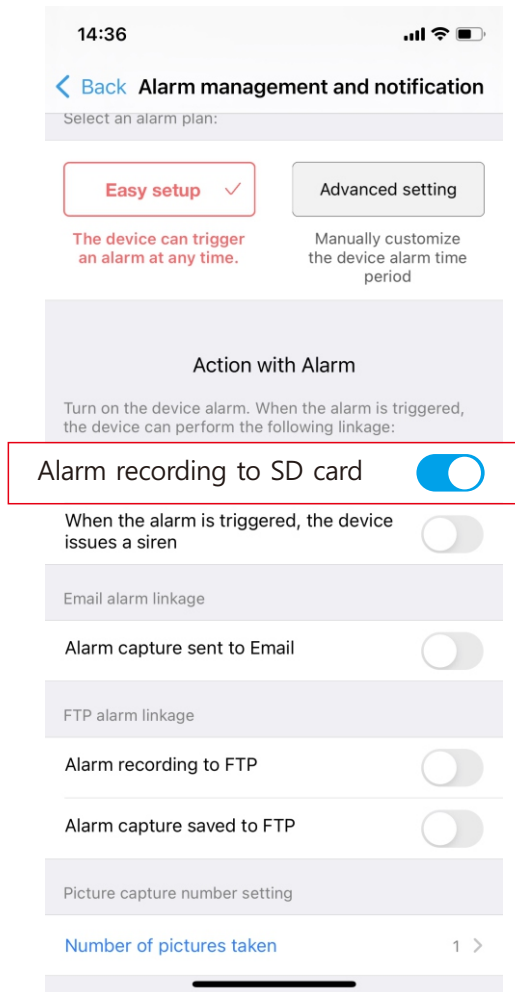 14:36
Back Alarm management and notification
Select an alarm plan:
Easy setup
Advanced setting
The device can trigger
an alarm at any time.
Manually customize
the device alarm time
period
Action with Alarm
Turn on the device alarm. When the alarm is triggered,
the device can perform the following linkage:
Alarm recording to SD card
When the alarm is triggered, the device
issues a siren
Email alarm linkage
Alarm capture sent to Email
FTP alarm linkage
Alarm recording to FTP
Alarm capture saved to FTP
Picture capture number setting
Number of pictures taken 1